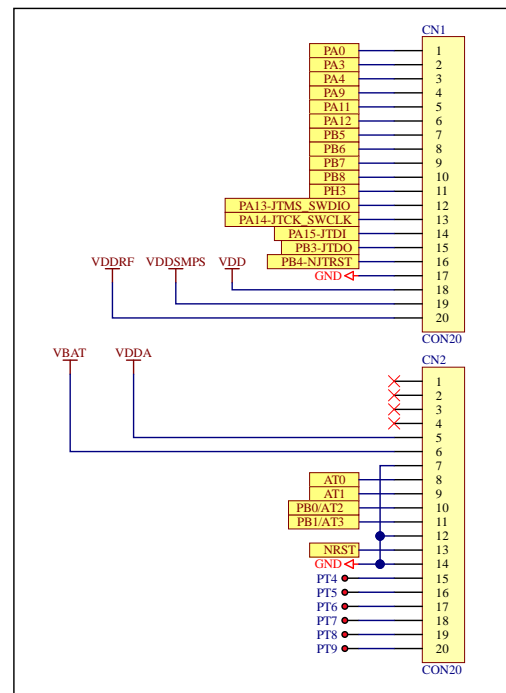 CN1
PA0 1
PA3 2
PA4 3
PA9 4
PA11 5
PA12 6
PB5 7
PB6 8
PB7 9
PB8 10
PH3 11
PA13-JTMS_SWDIO 12
PA14-JTCK_SWCLK 13
PA15-JTDI 14
PB3-JTDO 15
PB4-NJTRST 16
VDDRF VDDSMPS VDD
GND 17
18
19
20
CON20
VBAT VDDA
CN2
1
2
3
4
5
6
7
AT0 8
AT1 9
PB0/AT2 10
PB1/AT3 11
12
NRST 13
GND 14
PT4 15
PT5 16
PT6 17
PT7 18
PT8 19
PT9 20
CON20